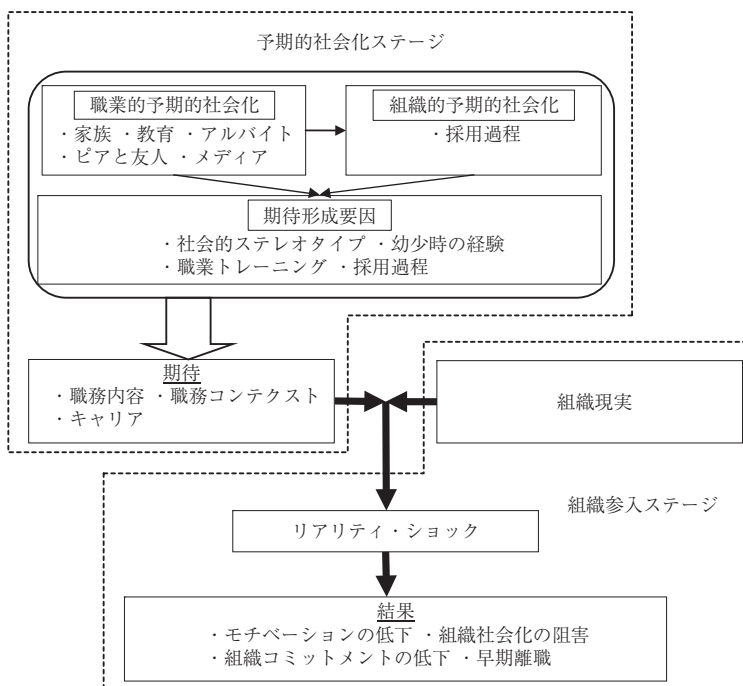 予期的社会化ステージ
職業的予期的社会化
・家族 ・教育 ・アルバイト
・ピアと友人 ・メディア
組織的予期的社会化
・採用過程
期待形成要因
・社会的ステレオタイプ ・幼少時の経験
・職業トレーニング ・採用過程
期待
・職務内容 ・職務コンテクスト
・キャリア
組織現実
組織参入ステージ
リアリティ・ショック
結果
・モチベーションの低下 ・組織社会化の阻害
・組織コミットメントの低下 ・早期離職